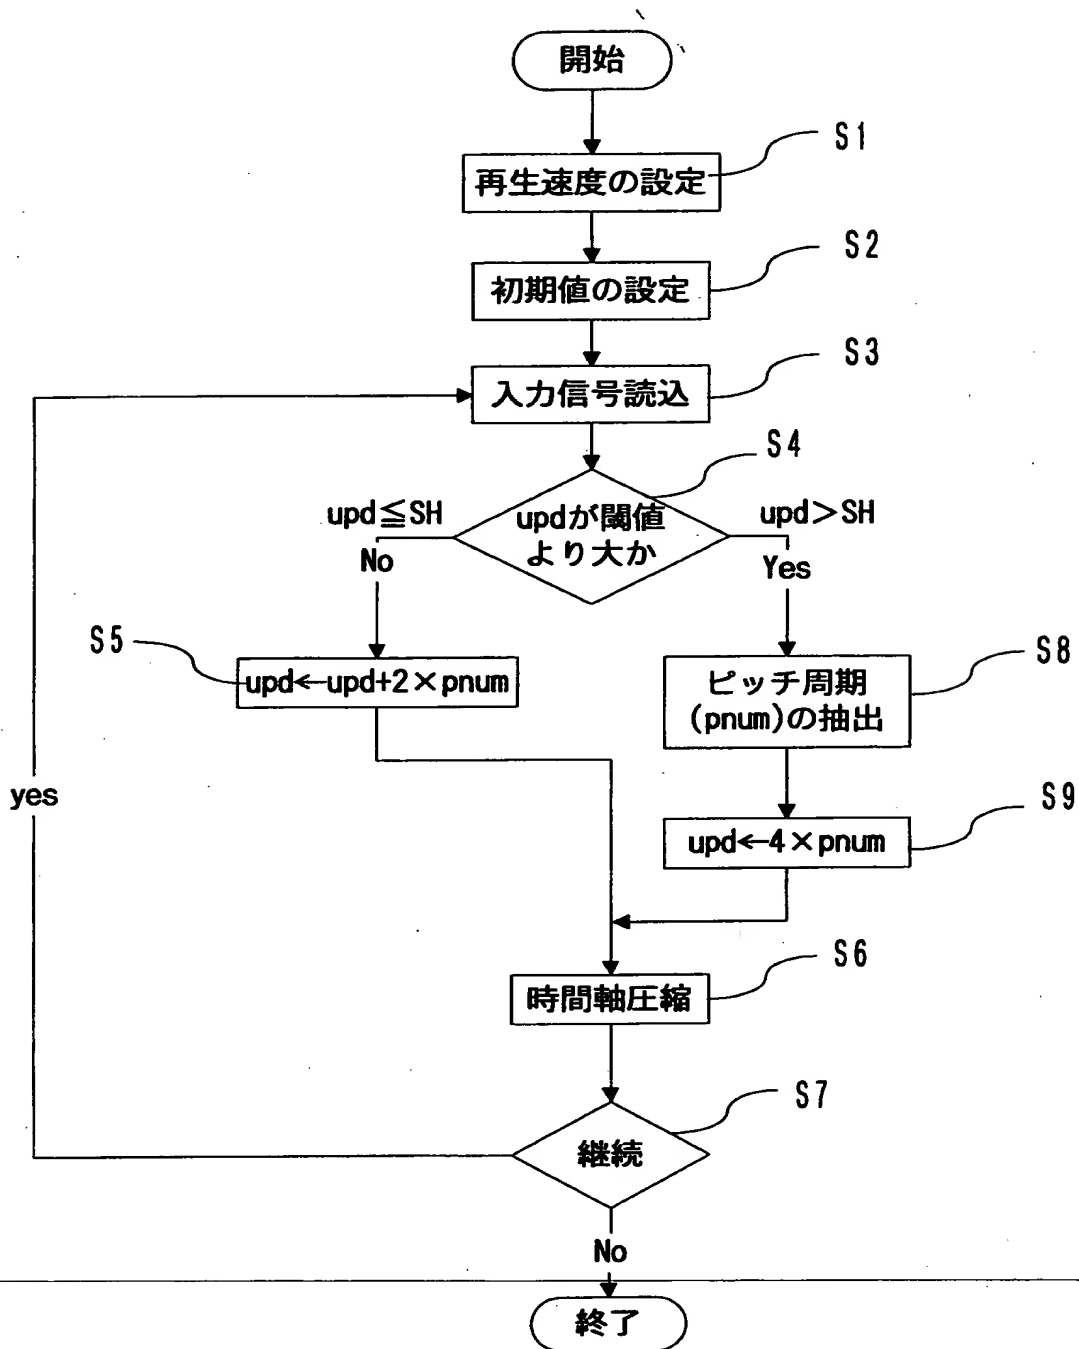 開始
S1
再生速度の設定
S2
初期値の設定
S3
入力信号読込
S4
upd≦SH
updが閾値
より大か
upd>SH
No
Yes
S5
upd←upd+2×pnum
S8
ピッチ周期
(pnum)の抽出
yes
S9
upd←4×pnum
S6
時間軸圧縮
S7
継続
No
終了